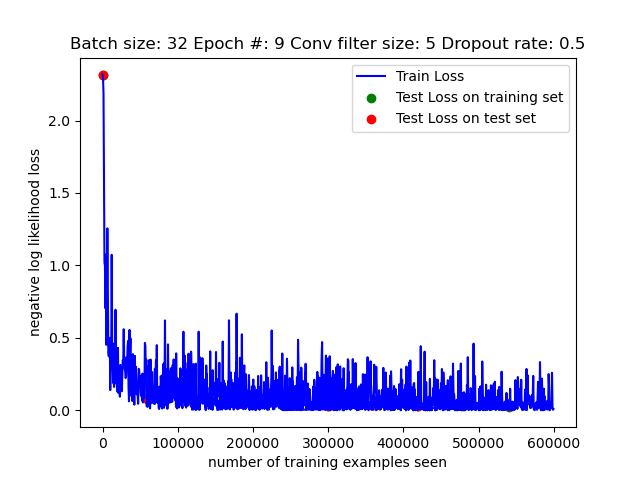 Batch size: 32 Epoch #: 9 Conv filter size: 5 Dropout rate: 0.5
Train Loss
Test Loss on training set
Test Loss on test set
negative log likelihood loss
2.0
1.5
1.0
0.5
0.0
0 100000 200000 300000 400000 500000 600000
number of training examples seen